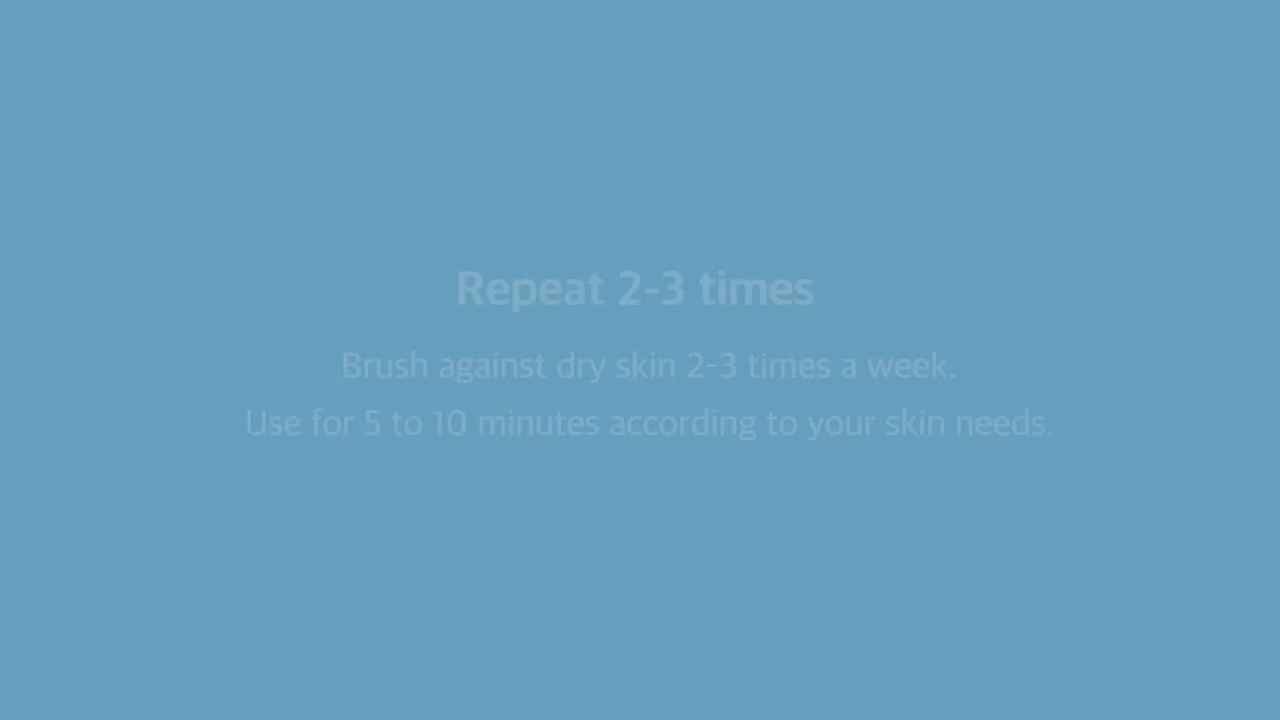 Repeat 2-3 times
Brush against dry skin 2-3 times a week.
Use for 5 to 10 minutes according to your skin needs.